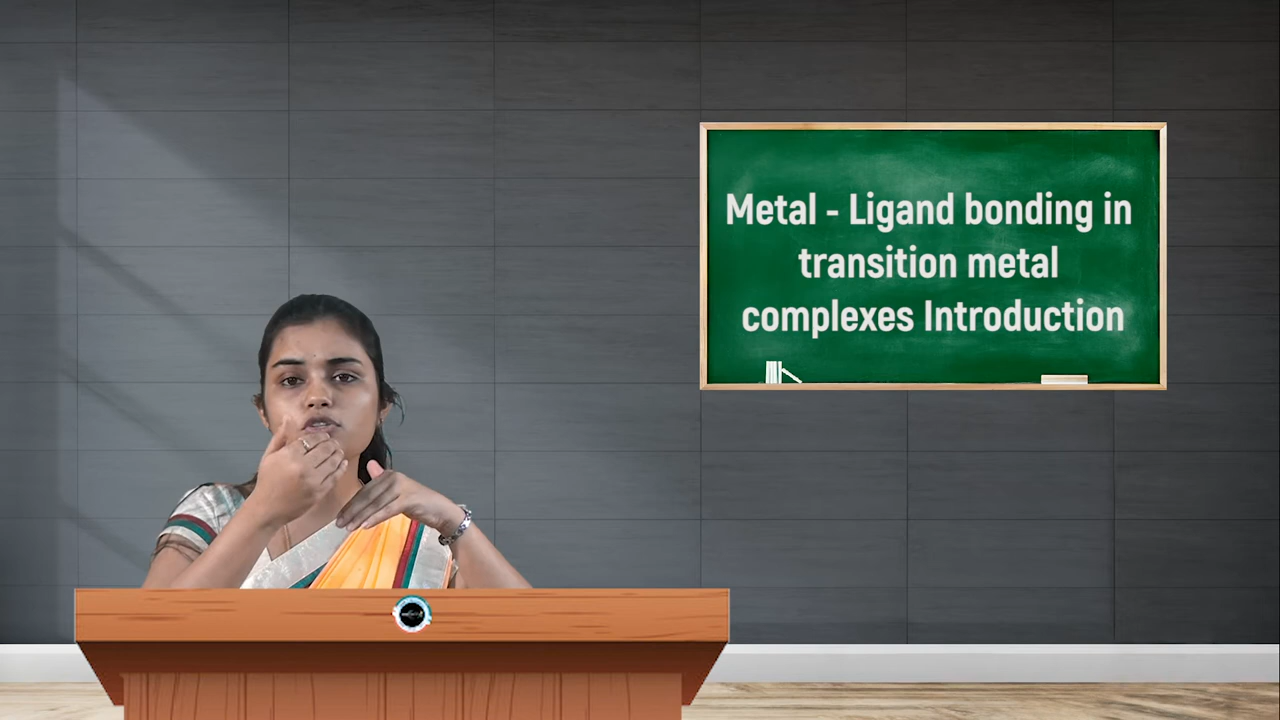 Metal - Ligand bonding in
transition metal
complexes Introduction